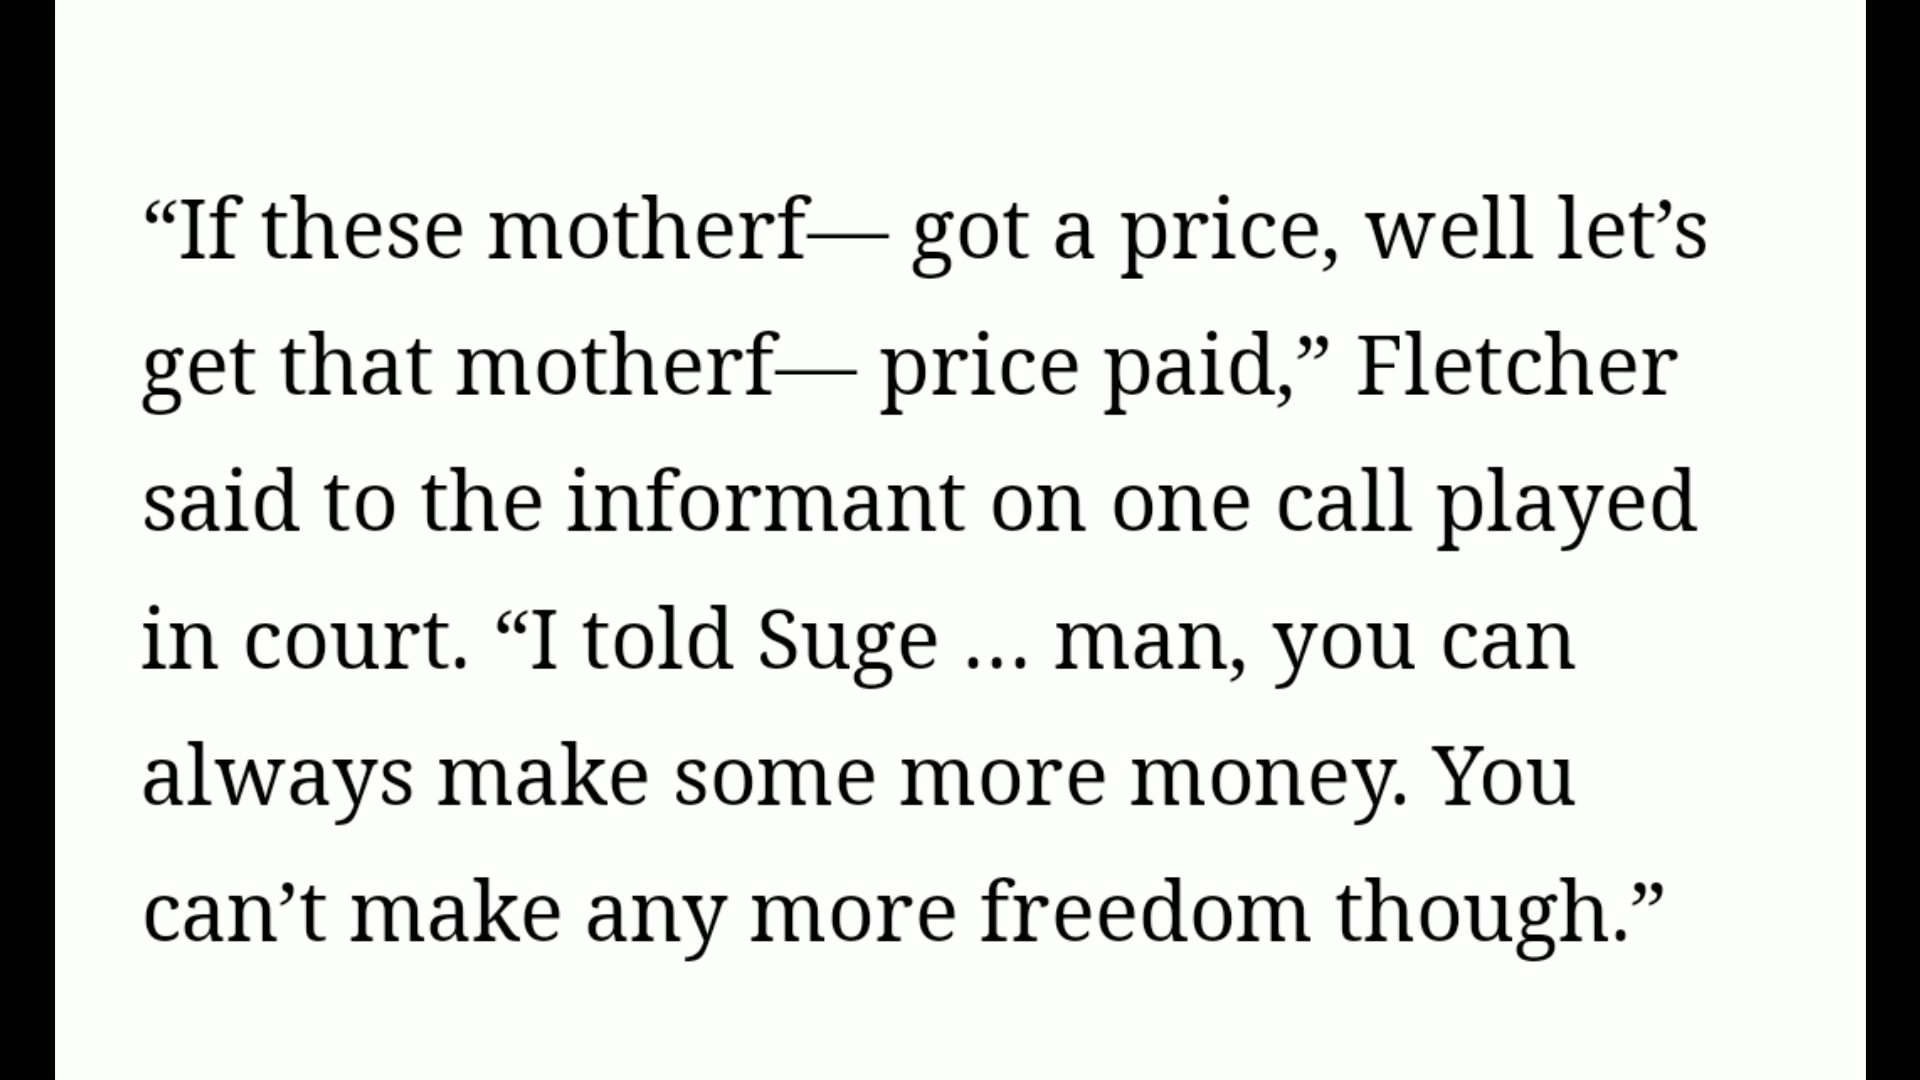 “If these motherf— got a price, well let’s
get that motherf— price paid,” Fletcher
said to the informant on one call played
in court. “I told Suge … man, you can
always make some more money. You
can’t make any more freedom though.”